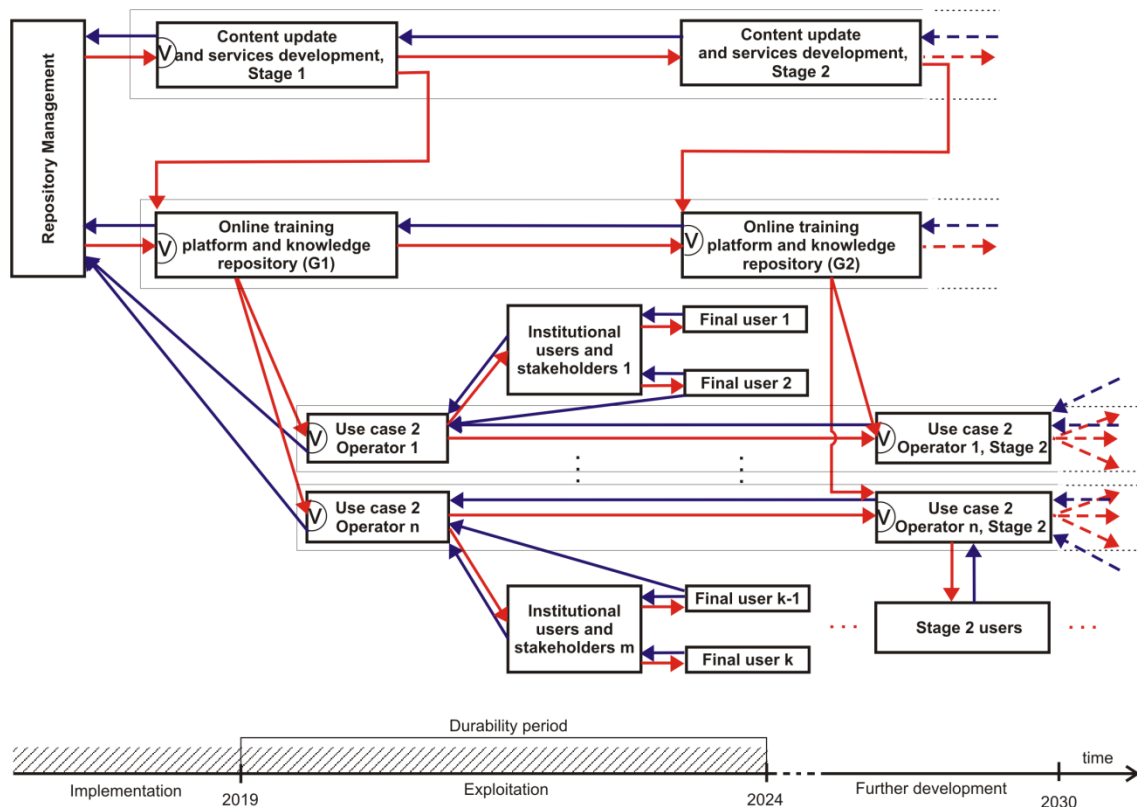 Repository Management
V
Content update
and services development,
Stage 1
Content update
and services development,
Stage 2
V
Online training
platform and knowledge
repository (G1)
V
Online training
platform and knowledge
repository (G2)
Institutional
users and
stakeholders 1
Final user 1
Final user 2
V
Use case 2
Operator 1
V
Use case 2
Operator 1, Stage 2
V
Use case 2
Operator n
V
Use case 2
Operator n, Stage 2
Institutional
users and
stakeholders m
Final user k-1
Final user k
Stage 2 users
Durability period
time
Implementation
2019
Exploitation
2024
Further development
2030